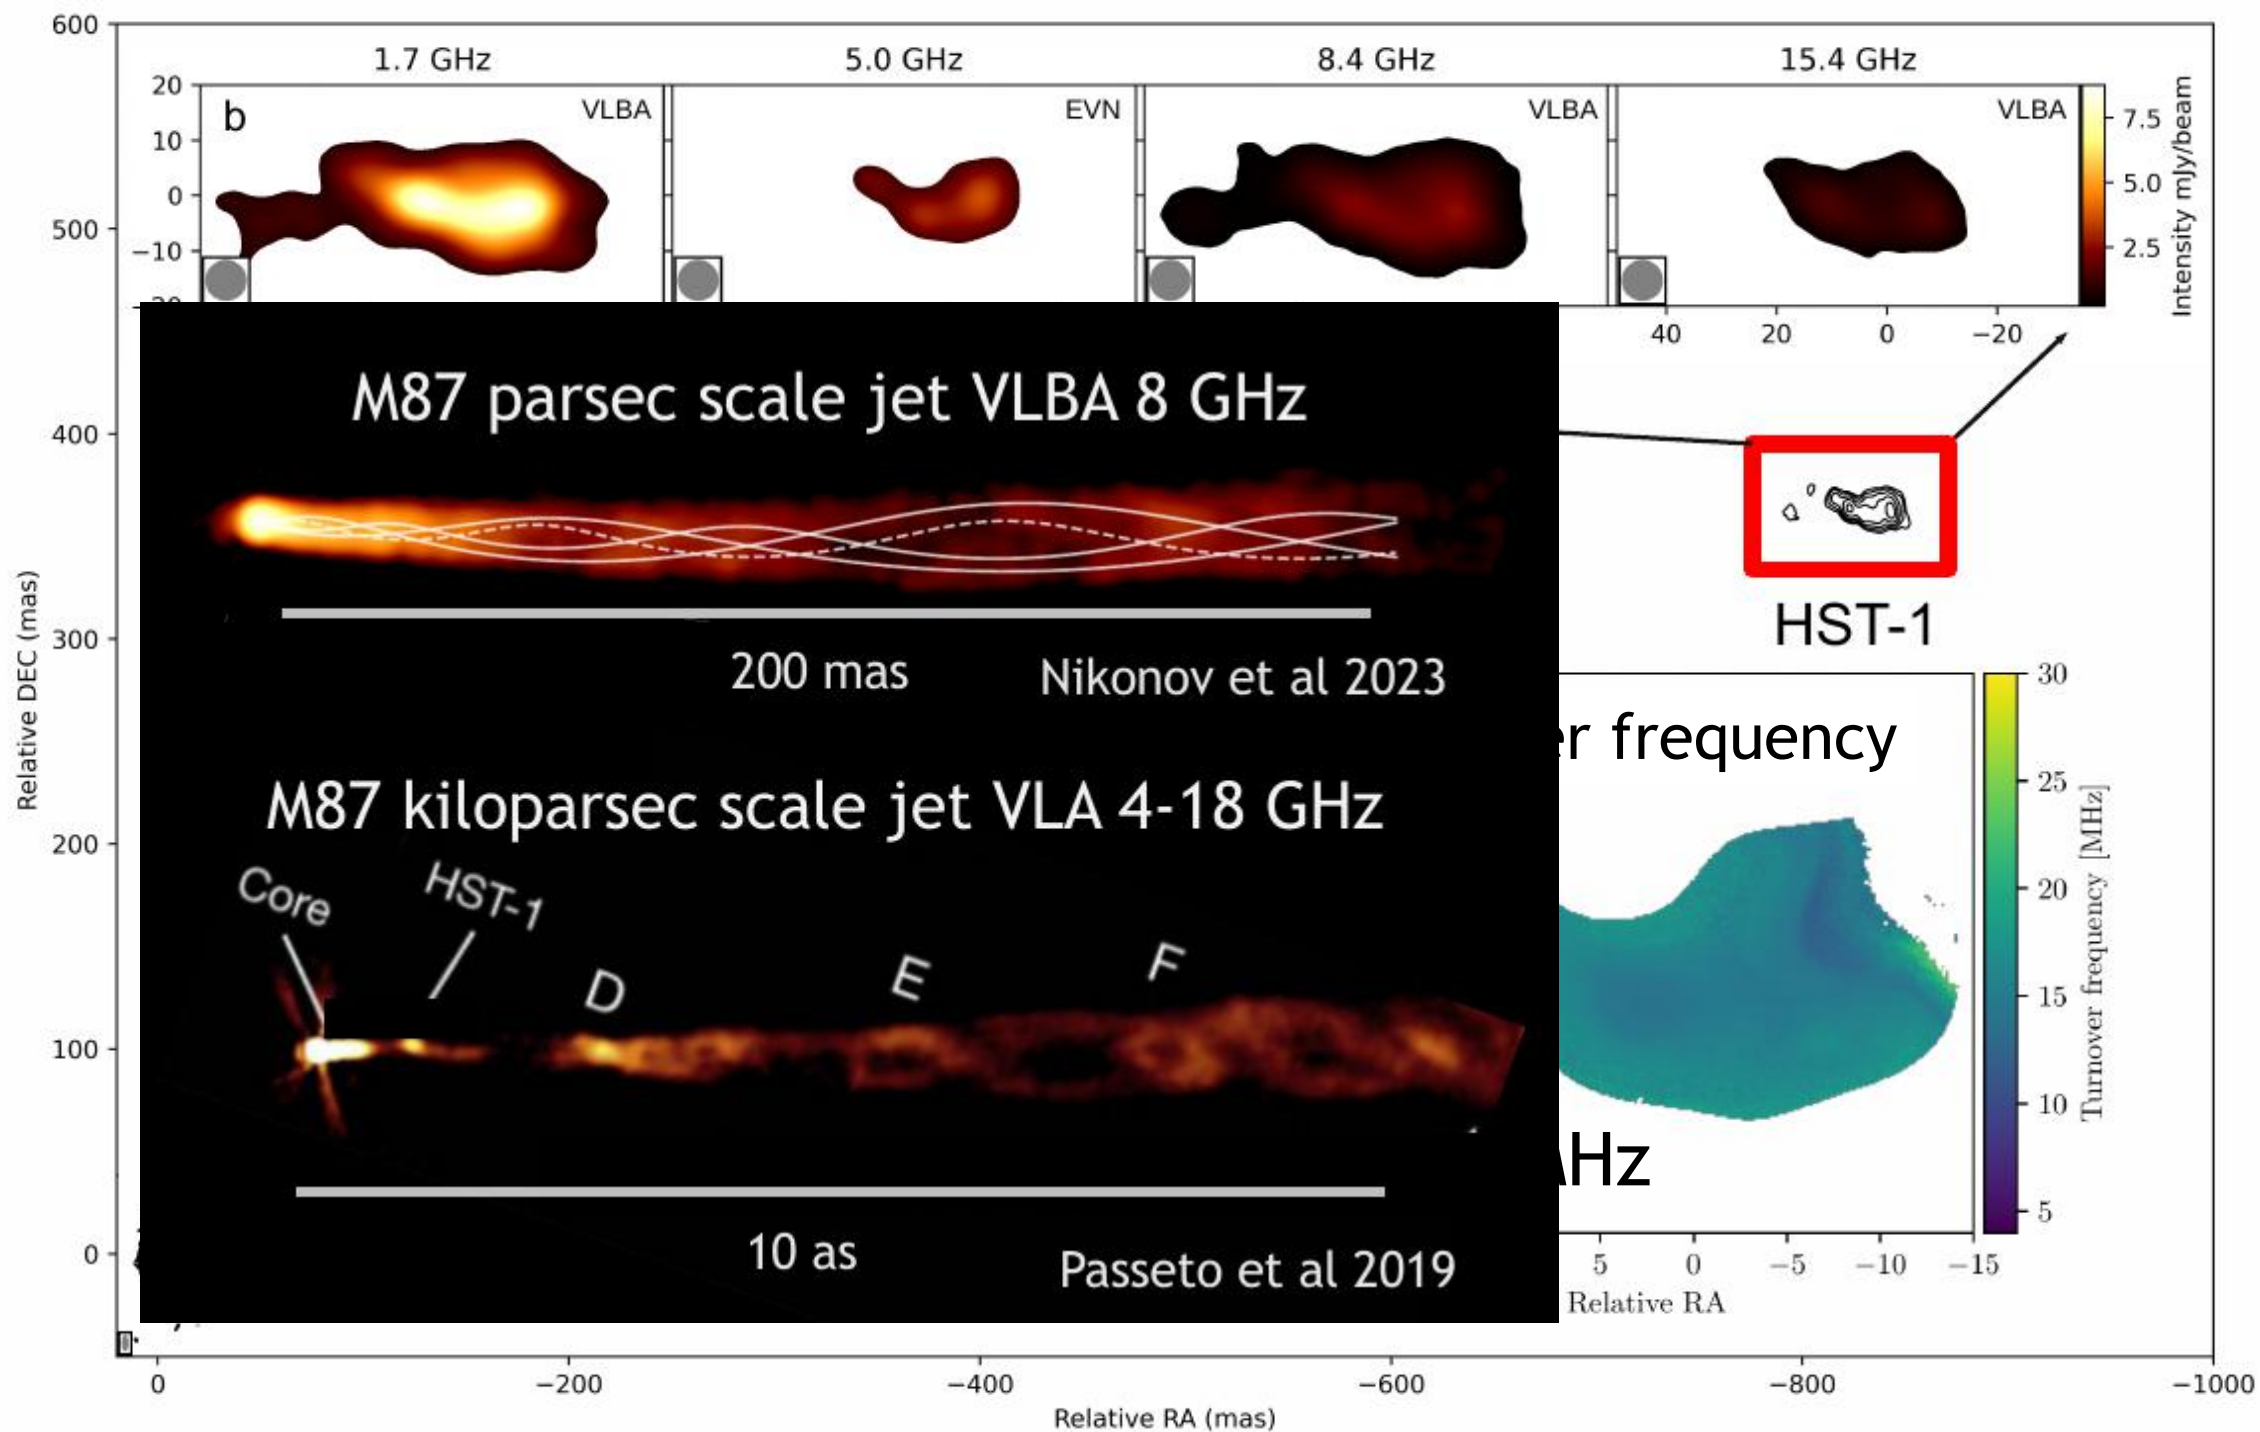 600
1.7 GHz
5.0 GHz
8.4 GHz
15.4 GHz
20
10
0
−10
b
VLBA
EVN
VLBA
VLBA
7.5
5.0
2.5
Intensity mJy/beam
40
20
0
−20
500
400
300
200
100
0
Relative DEC (mas)
M87 parsec scale jet VLBA 8 GHz
200 mas
Nikonov et al 2023
M87 kiloparsec scale jet VLA 4-18 GHz
Core
HST-1
D
E
F
10 as
Passeto et al 2019
HST-1
frequency
30
25
20
15
10
5
Turnover frequency [MHz]
5
0
−5
−10
−15
Relative RA
0
−200
−400
−600
−800
−1000
Relative RA (mas)